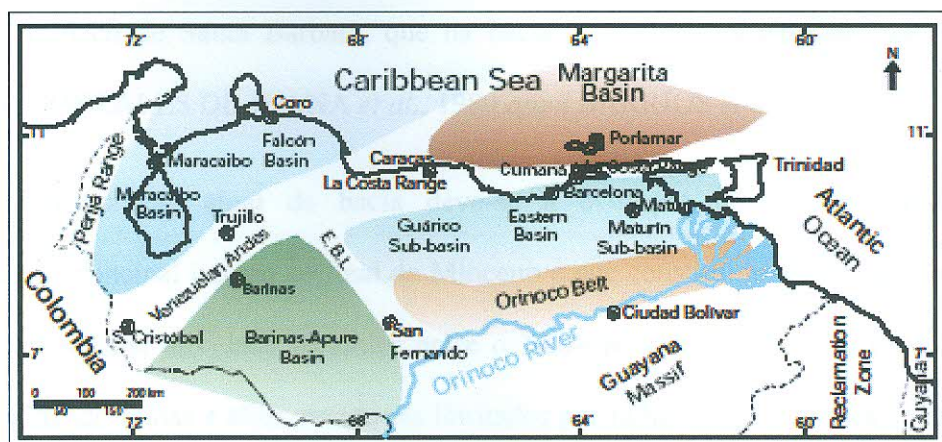 72°
68°
64°
60°
N
Caribbean Sea
Margarita
Basin
11°
11°
Coro
Falcón
Basin
Porlamar
Perijá Range
Maracaibo
Maracaibo
Basin
Caracas
La Costa Range
Cumaná
Trinidad
Barcelona
Trujillo
Guárico
Sub-basin
Eastern
Basin
Maturín
Sub-basin
Atlantic
Ocean
E.B.L.
Venezuelan Andes
Barinas
Orinoco Belt
Colombia
S. Cristóbal
Barinas-Apure
Basin
San
Fernando
Ciudad Bolívar
Orinoco River
7°
7°
Guayana
Massif
Reclamation
Zone
Guyana
0
50
100
150
200 km
72°
68°
64°
60°